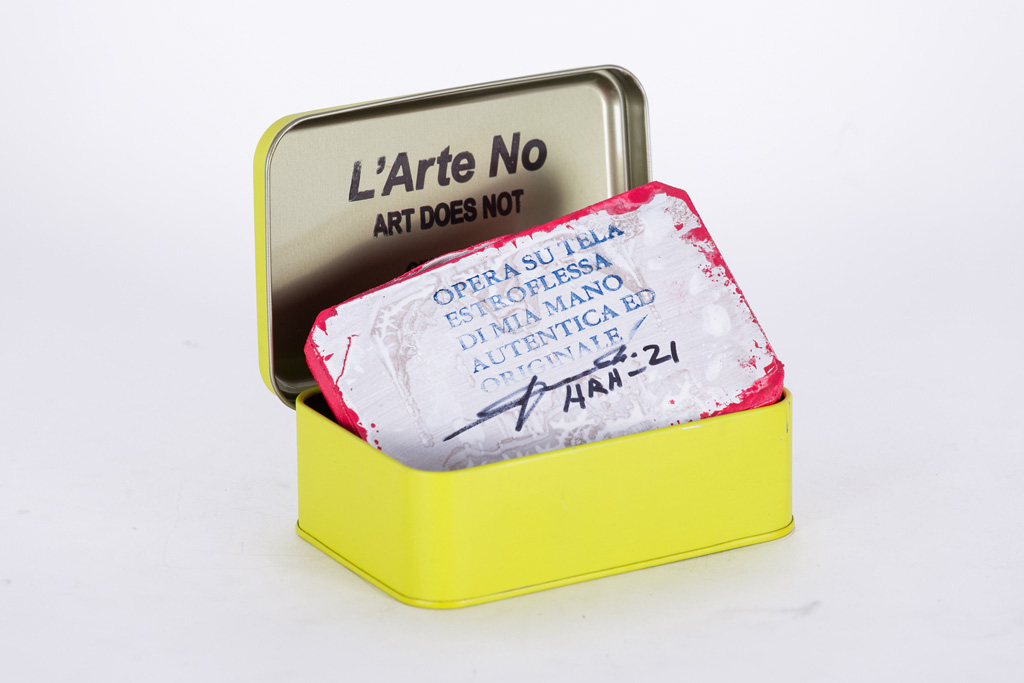 L'Arte No
ART DOES NOT
OPERA SU TELA
ESTROFLESSA
DI MIA MANO
AUTENTICA ED
ORIGINALE
HAH-21